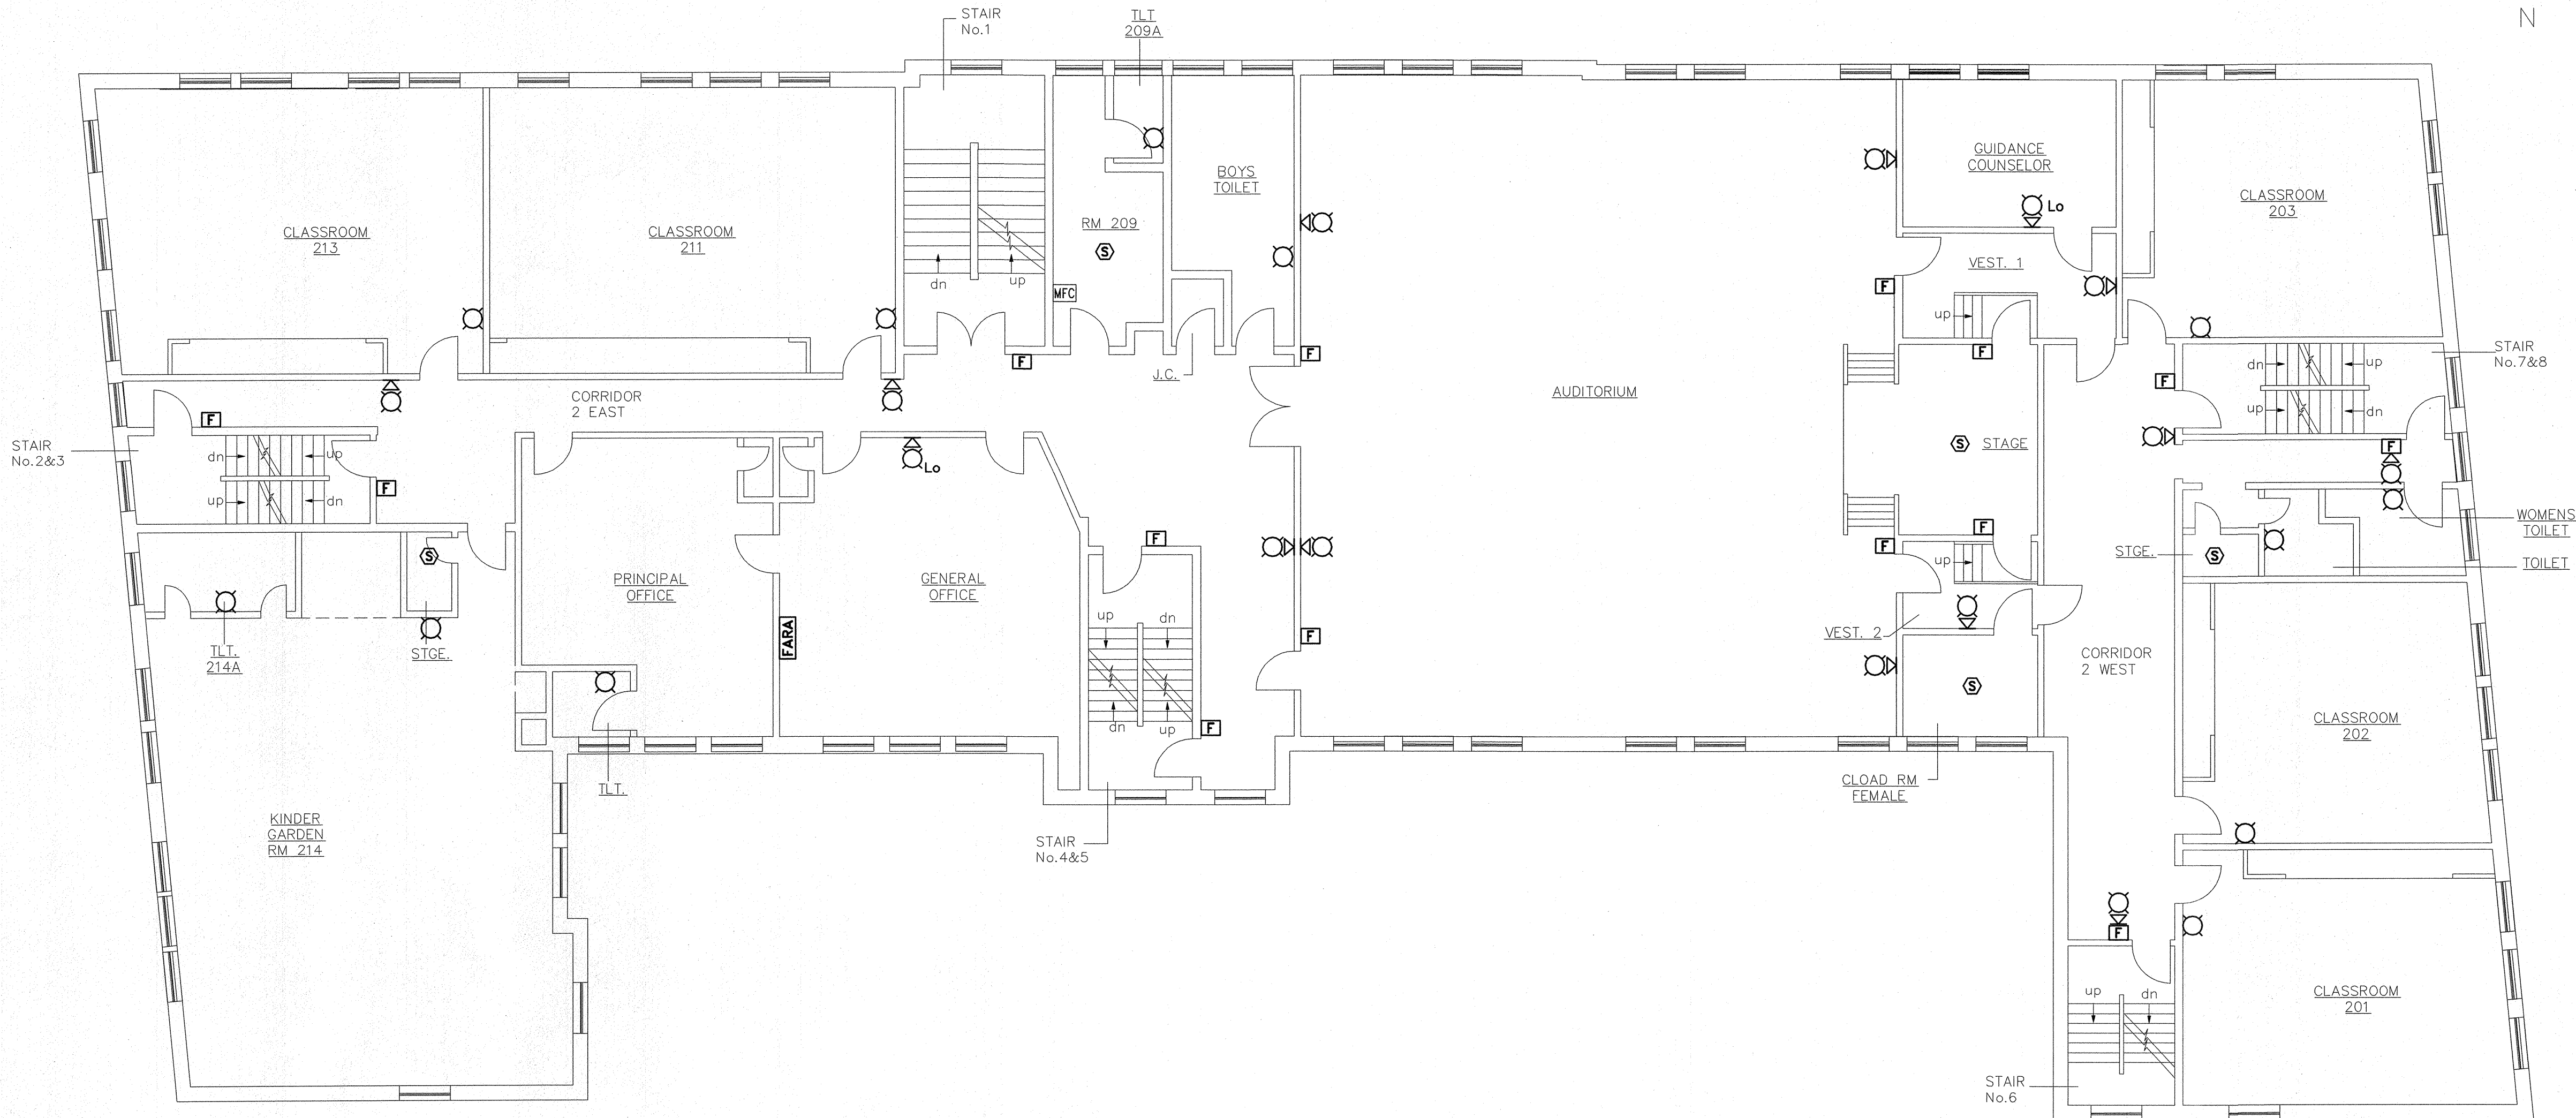 N
STAIR
No.1
TLT
209A
CLASSROOM
213
CLASSROOM
211
dn
up
RM 209
S
MFC
BOYS
TOILET
GUIDANCE
COUNSELOR
Lo
CLASSROOM
203
VEST. 1
F
up
F
F
F
J.C.
F
STAIR
No.7&8
dn
up
up
dn
CORRIDOR
2 EAST
AUDITORIUM
S
STAGE
F
STAIR
No.2&3
dn
up
up
dn
F
Lo
F
F
F
F
up
S
STGE.
WOMENS
TOILET
TOILET
S
PRINCIPAL
OFFICE
GENERAL
OFFICE
FARA
up
dn
dn
up
F
F
VEST. 2
S
TLT.
214A
STGE.
CORRIDOR
2 WEST
CLASSROOM
202
TLT.
CLOAD RM
FEMALE
KINDER
GARDEN
RM 214
STAIR
No.4&5
F
CLASSROOM
201
up
dn
STAIR
No.6